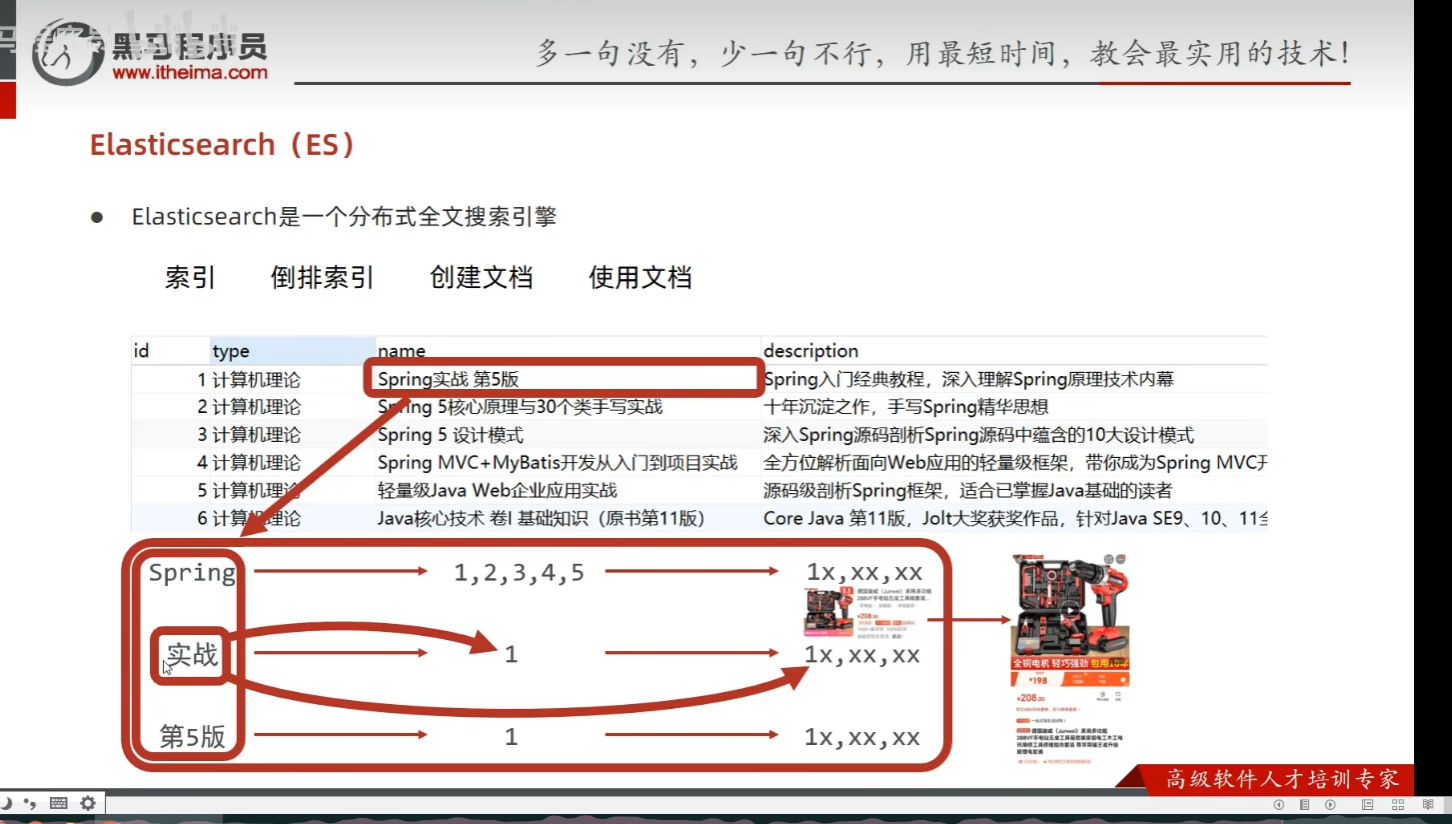 黑马程序员
www.itheima.com
多一句没有，少一句不行，用最短时间，教会最实用的技术！
Elasticsearch（ES）
● Elasticsearch是一个分布式全文搜索引擎
索引 倒排索引 创建文档 使用文档
id type name description
1 计算机理论 Spring实战 第5版 Spring入门经典教程，深入理解Spring原理技术内幕
2 计算机理论 Spring 5核心原理与30个类手写实战 十年沉淀之作，手写Spring精华思想
3 计算机理论 Spring 5 设计模式 深入Spring源码剖析Spring源码中蕴含的10大设计模式
4 计算机理论 Spring MVC+MyBatis开发从入门到项目实战 全方位解析面向Web应用的轻量级框架，带你成为Spring MVC开
5 计算机理论 轻量级Java Web企业应用实战 源码级剖析Spring框架，适合已掌握Java基础的读者
6 计算机理论 Java核心技术 卷I 基础知识（原书第11版） Core Java 第11版，Jolt大奖获奖作品，针对Java SE9、10、11全
Spring 1,2,3,4,5 1x,xx,xx
实战 1 1x,xx,xx
第5版 1 1x,xx,xx
全铜电机 轻巧强劲
¥198
¥208.00
高级软件人才培训专家